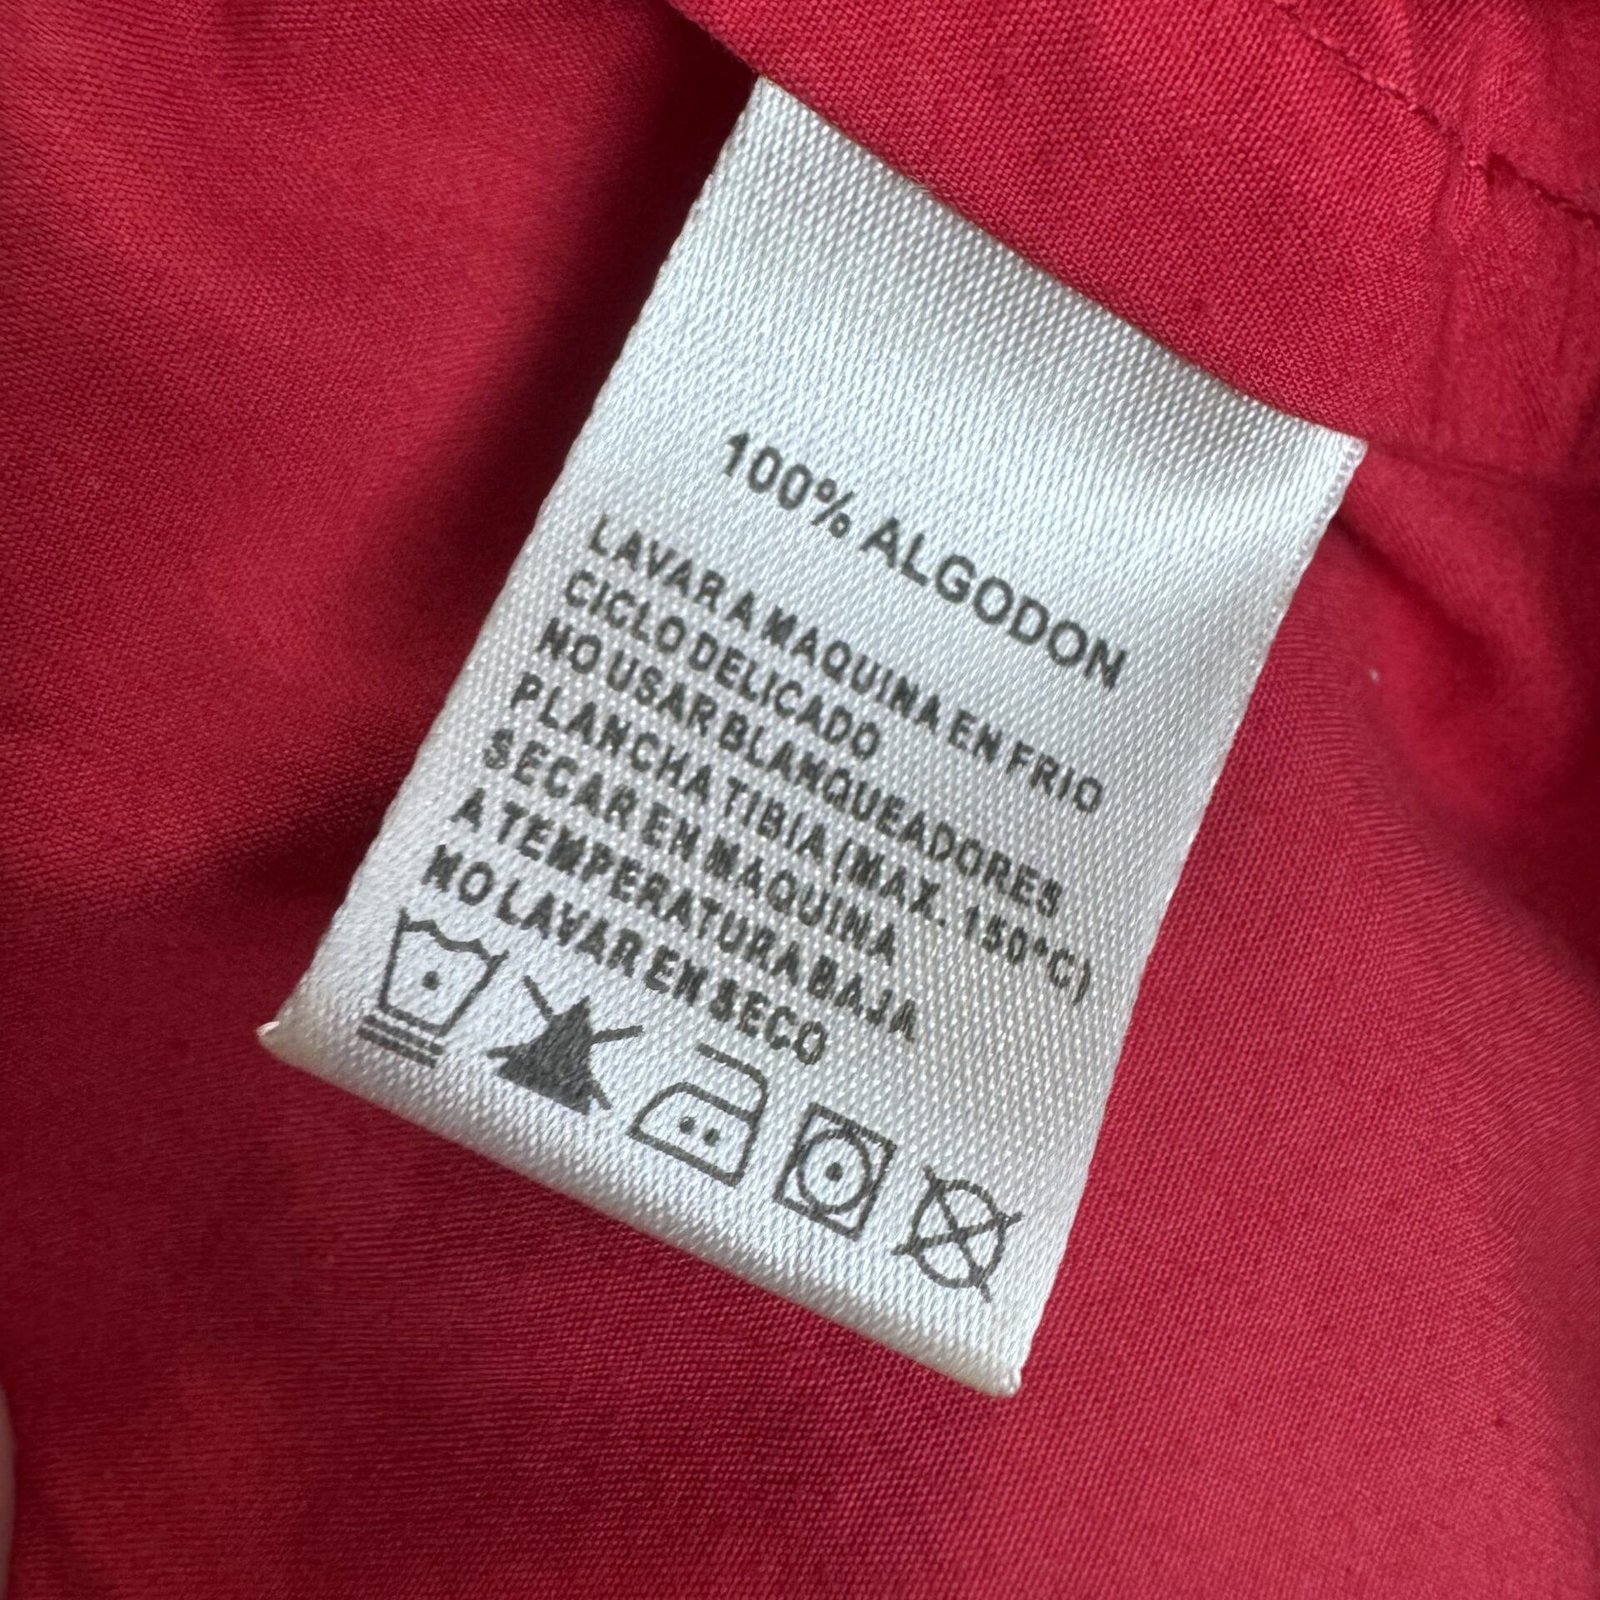 100% ALGODON
LAVAR A MAQUINA EN FRIO
CICLO DELICADO
NO USAR BLANQUEADORES
PLANCHA TIBIA (MAX. 150°C)
SECAR EN MAQUINA
A TEMPERATURA BAJA
NO LAVAR EN SECO